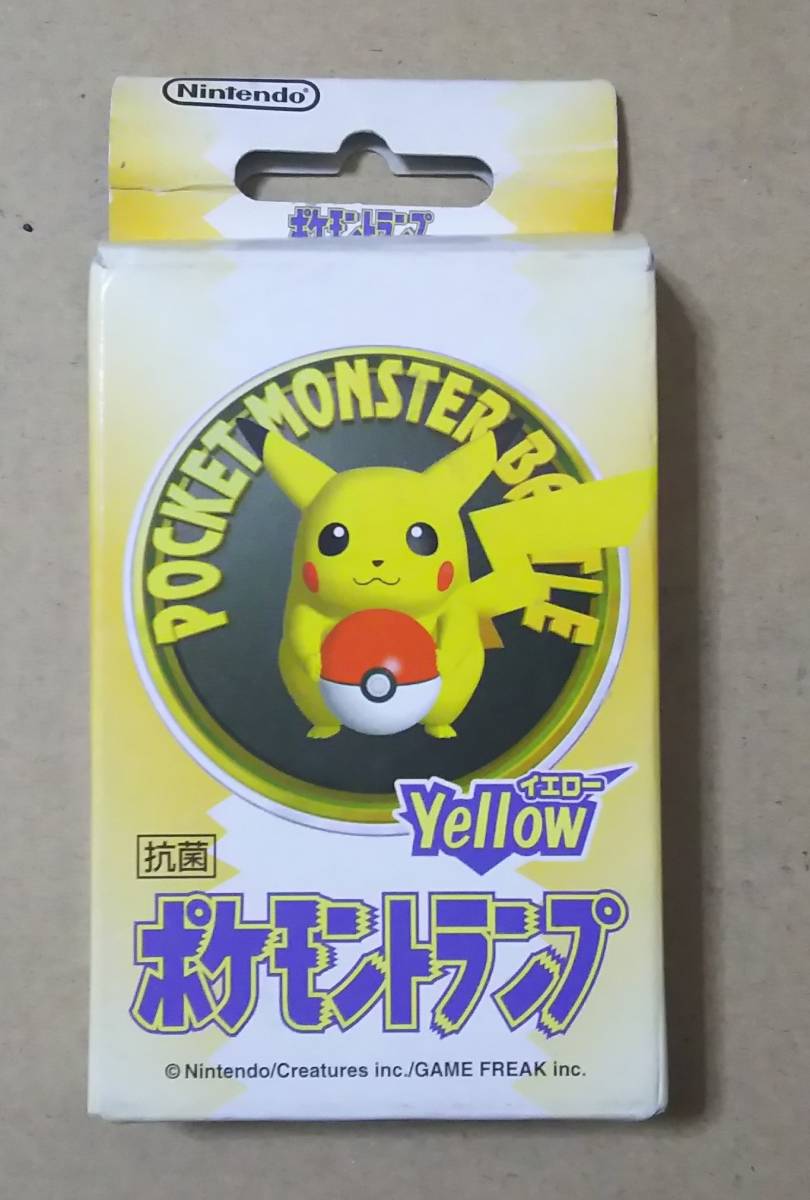 Nintendo®
ポケモントランプ
POCKET MONSTER BATTLE
イエロー
Yellow
抗菌
ポケモントランプ
© Nintendo/Creatures inc./GAME FREAK inc.